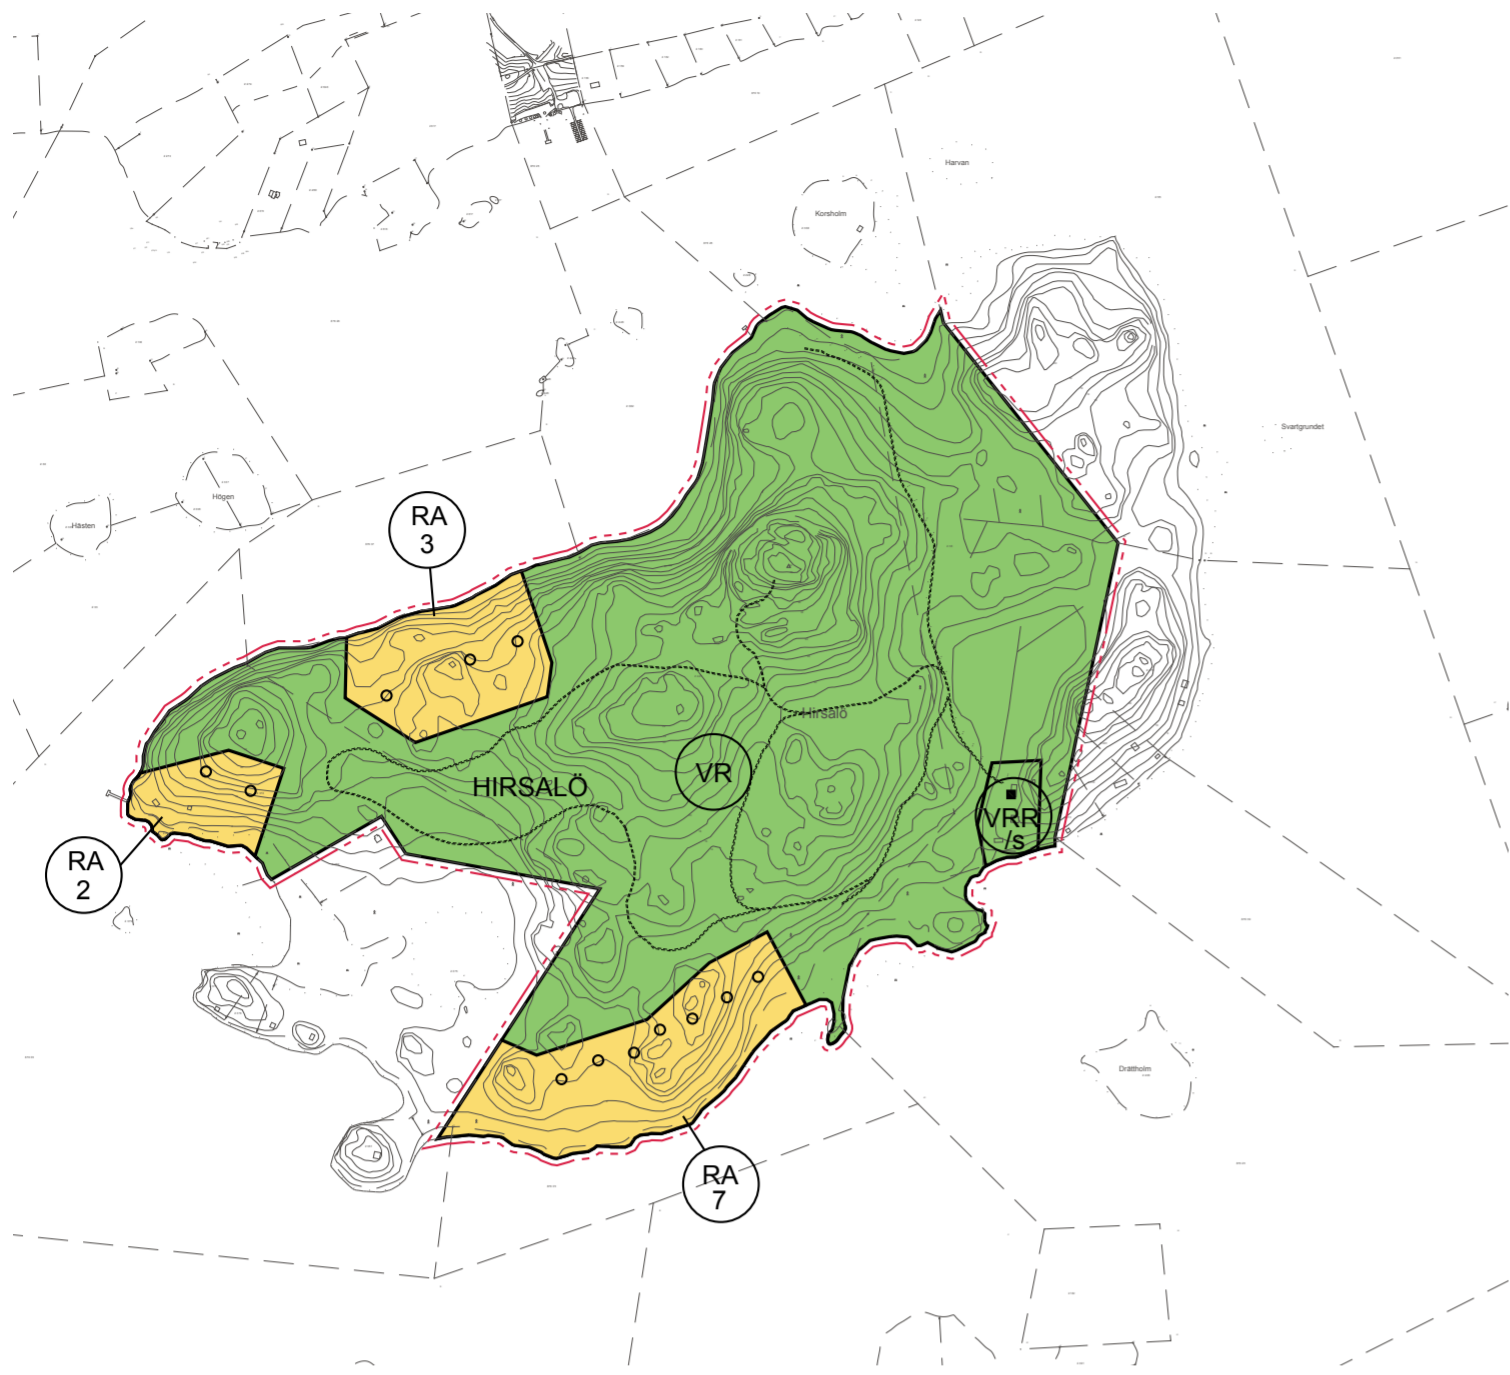 Harvan
Korsholm
Svartgrundet
Högen
Hästen
RA
3
Hirsalö
VR
HIRSALÖ
VRR
/s
RA
2
Drättholm
RA
7